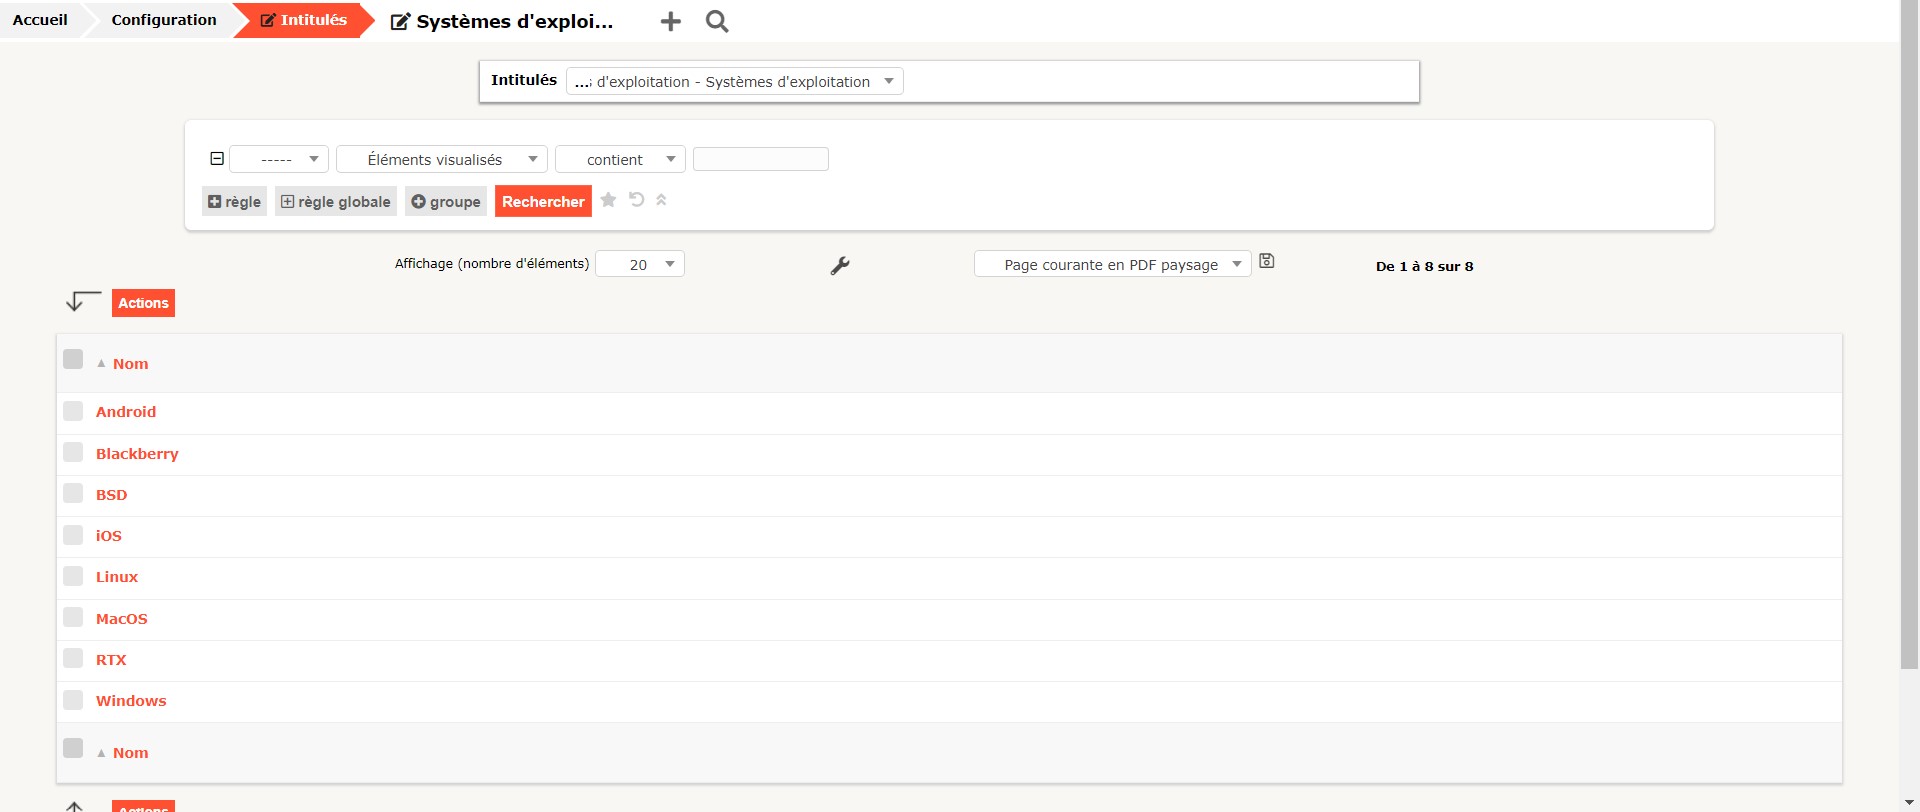 Accueil Configuration Intitulés Systèmes d'exploi...
Intitulés ... d'exploitation - Systèmes d'exploitation
----- Éléments visualisés contient
règle règle globale groupe Rechercher
Affichage (nombre d'éléments) 20 Page courante en PDF paysage De 1 à 8 sur 8
Actions
Nom
Android
Blackberry
BSD
iOS
Linux
MacOS
RTX
Windows
Nom
Actions